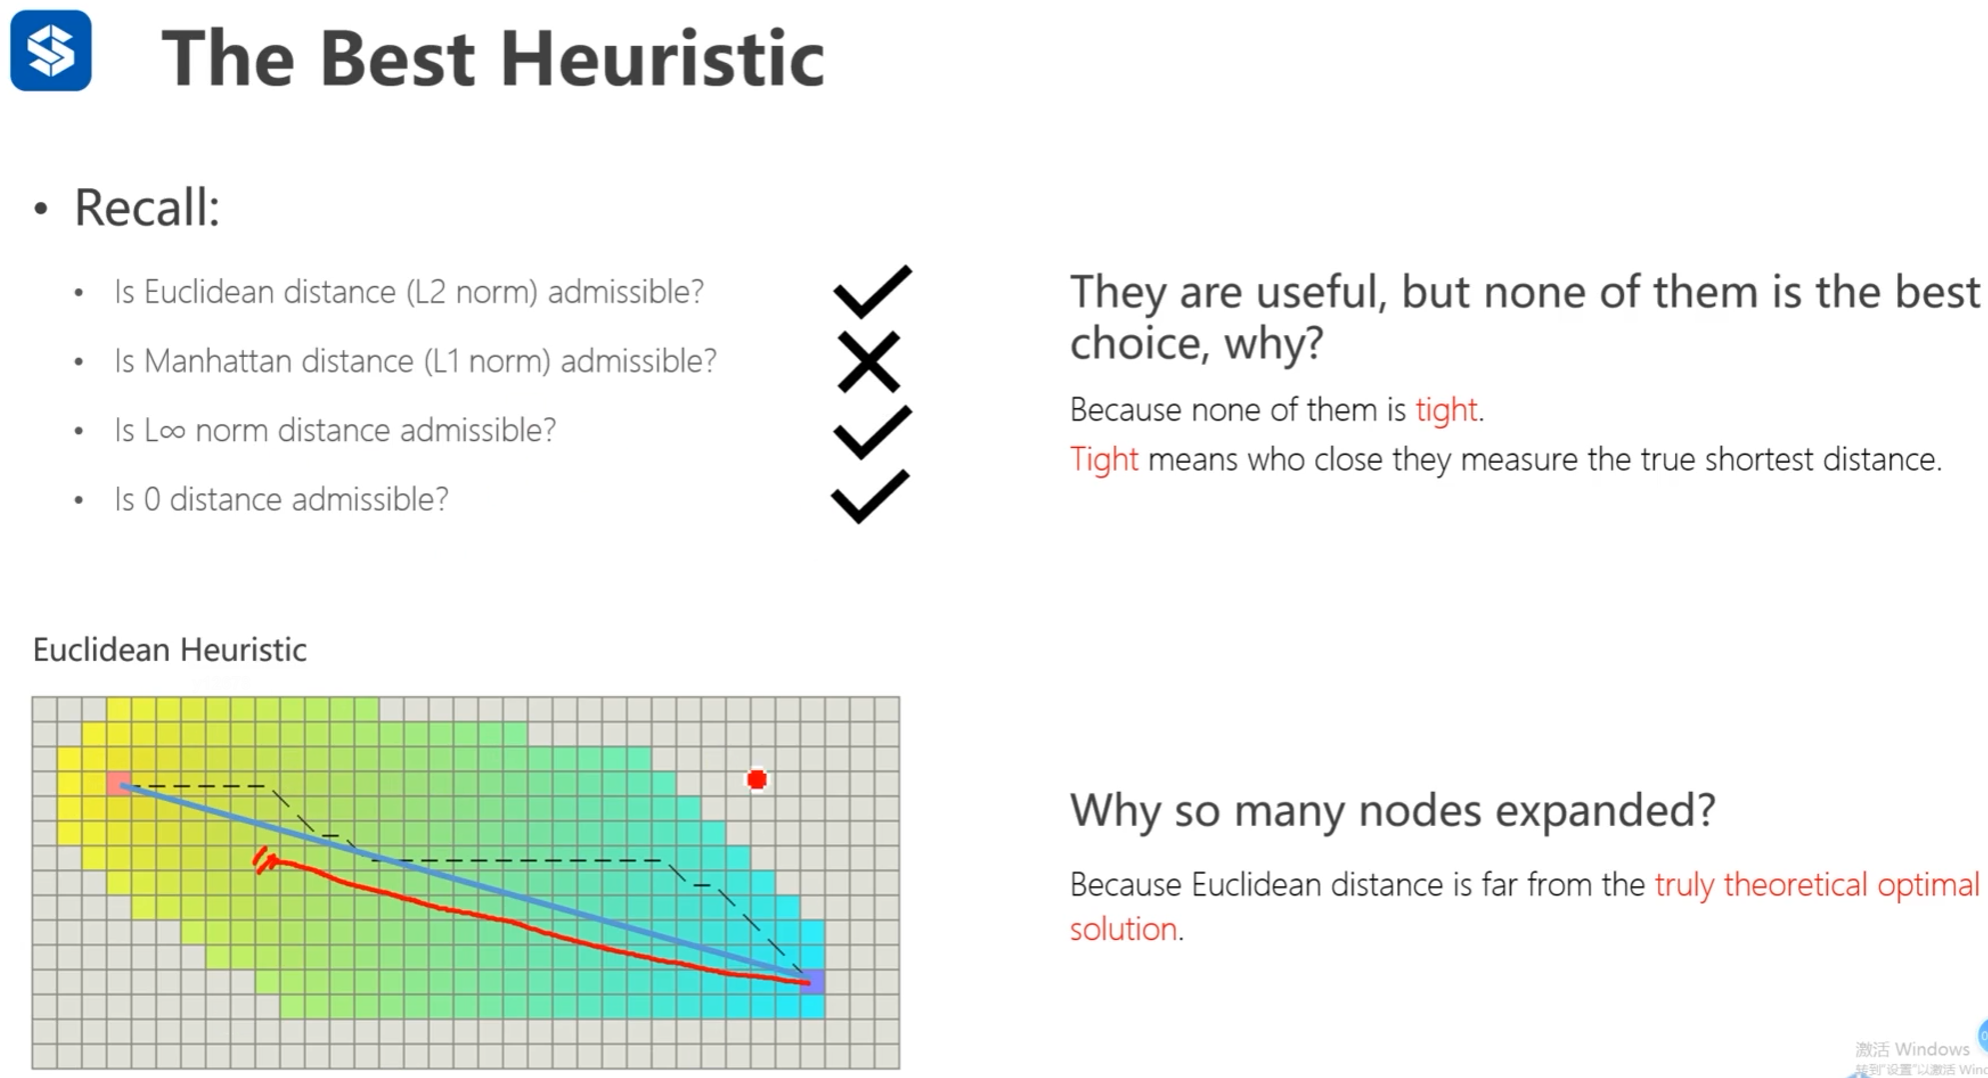 The Best Heuristic
• Recall:
• Is Euclidean distance (L2 norm) admissible?
• Is Manhattan distance (L1 norm) admissible?
• Is L∞ norm distance admissible?
• Is 0 distance admissible?
They are useful, but none of them is the best
choice, why?
Because none of them is tight.
Tight means who close they measure the true shortest distance.
Euclidean Heuristic
Why so many nodes expanded?
Because Euclidean distance is far from the truly theoretical optimal
solution.
激活 Windows
转到"设置"以激活 Win